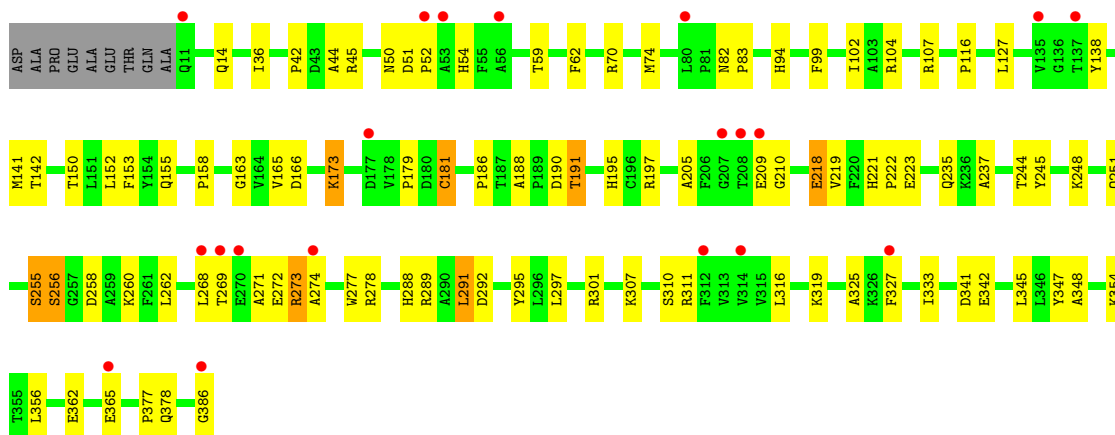 ASP ALA PRO GLU ALA GLU THR GLN ALA Q11 Q14 I36 P42 D43 A44 R45 N50 D51 P52 A53 H54 F55 A56 T59 F62 R70 M74 L80 P81 N82 P83 H94 F99 I102 A103 R104 R107 P116 L127 V135 G136 T137 Y138
M141 T142 T150 L151 L152 F153 Y154 Q155 P158 G163 V164 V165 D166 K173 D177 V178 P179 D180 C181 P186 T187 A188 P189 D190 T191 H195 C196 R197 A205 F206 G207 T208 E209 G210 E218 V219 F220 H221 P222 E223 Q235 K236 A237 T244 Y245 K248
S255 S256 G257 D258 A259 K260 F261 L262 L268 T269 E270 A271 E272 R273 A274 W277 R278 H288 R289 A290 L291 D292 Y295 L296 L297 R301 K307 S310 R311 F312 V313 V314 V315 L316 K319 A325 K326 F327 I333 D341 E342 L345 L346 Y347 A348
T355 L356 E362 E365 P377 Q378 G386